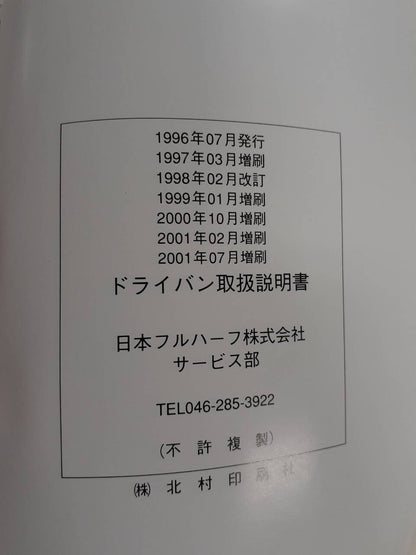 1996年07月発行
1997年03月増刷
1998年02月改訂
1999年01月増刷
2000年10月増刷
2001年02月増刷
2001年07月増刷
ドライバン取扱説明書
日本フルハーフ株式会社
サービス部
TEL046-285-3922
(不許複製)
㈱ 北村印刷社